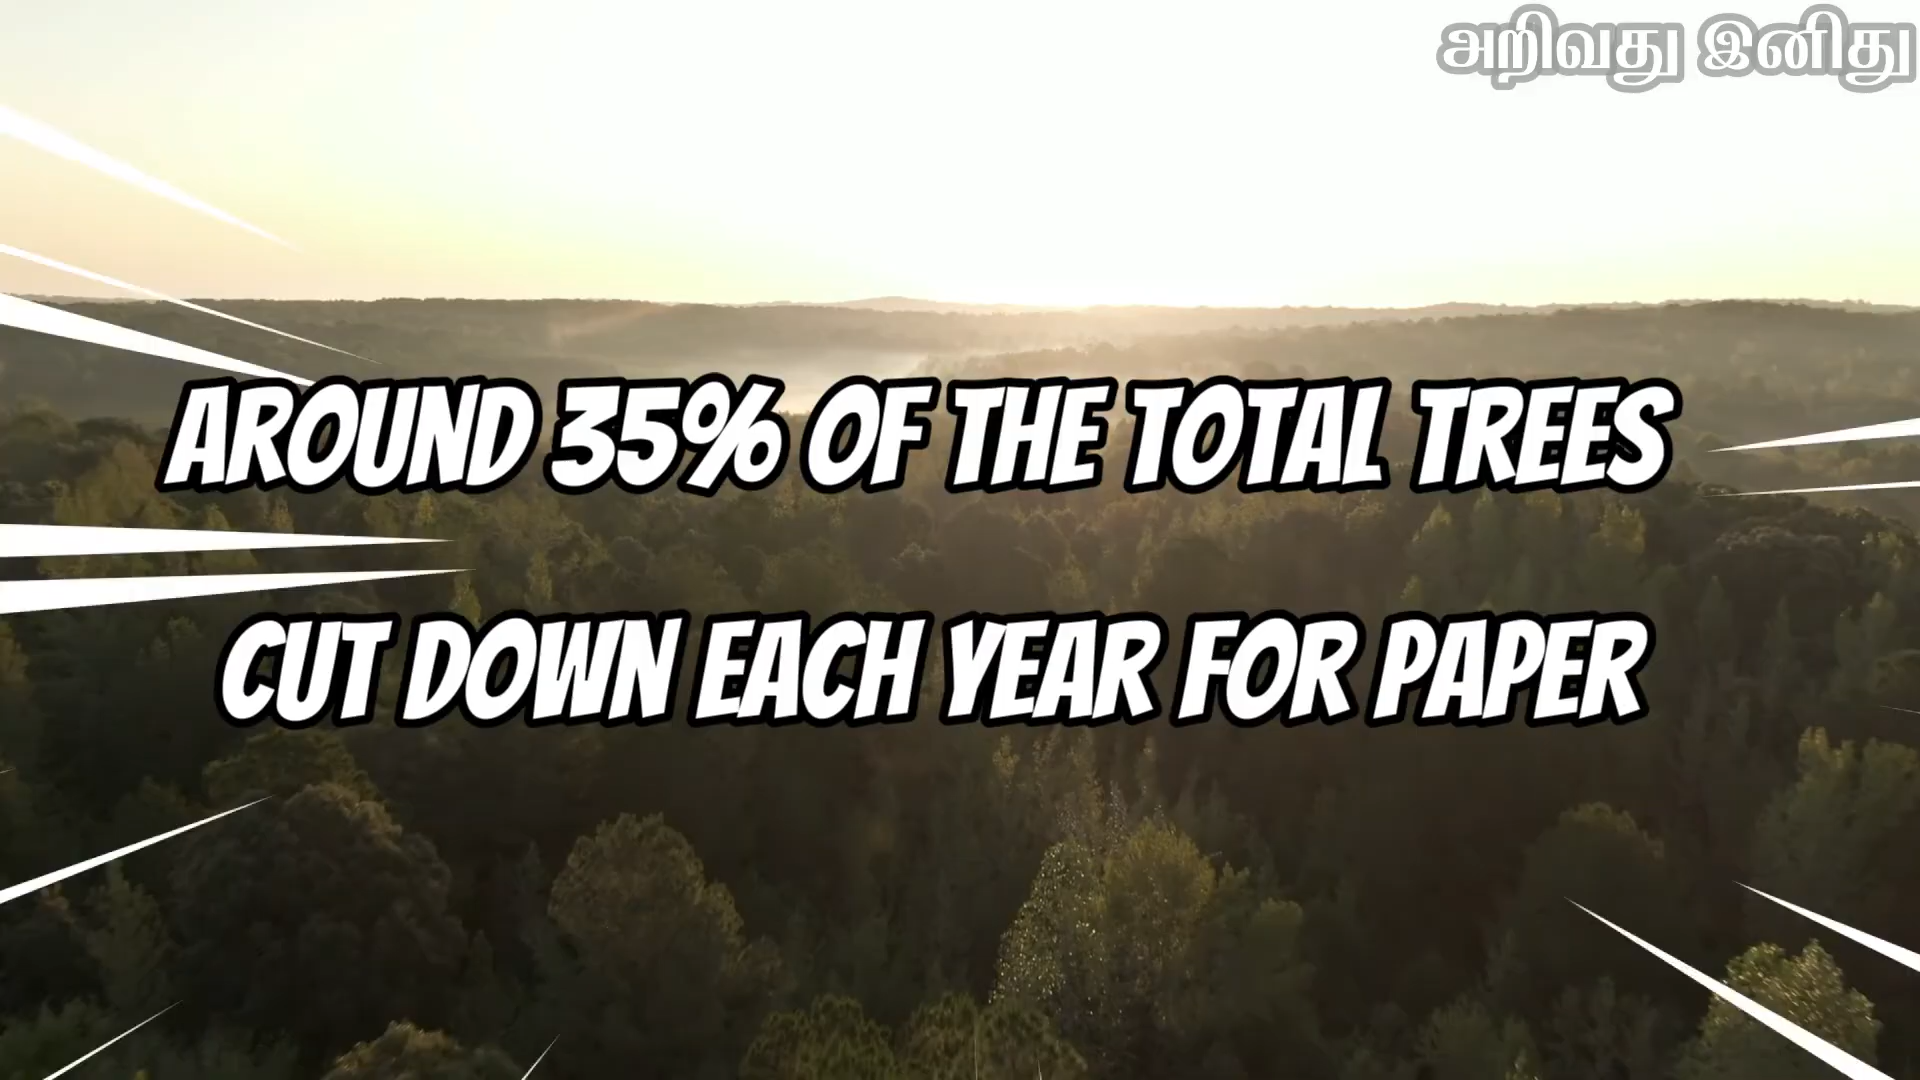 அறிவது இனிது
AROUND 35% OF THE TOTAL TREES
CUT DOWN EACH YEAR FOR PAPER